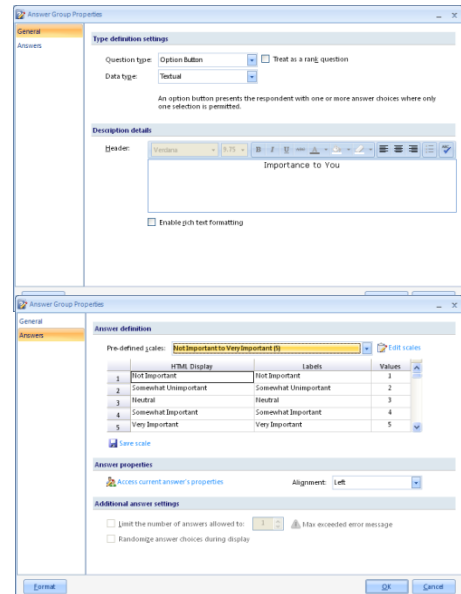 Answer Group Properties
General
Answers
Type definition settings
Question type: Option Button Treat as a rank question
Data type: Textual
An option button presents the respondent with one or more answer choices where only
one selection is permitted.
Description details
Header: Verdana 9.75 B I U abc A
Importance to You
Enable rich text formatting
Answer Group Properties
General
Answers
Answer definition
Pre-defined scales: Not Important to Very Important (5) Edit scales
HTML Display Labels Values
1 Not Important Not Important 1
2 Somewhat Unimportant Somewhat Unimportant 2
3 Neutral Neutral 3
4 Somewhat Important Somewhat Important 4
5 Very Important Very Important 5
Save scale
Answer properties
Access current answer's properties Alignment: Left
Additional answer settings
Limit the number of answers allowed to: 1 Max exceeded error message
Randomize answer choices during display
Format OK Cancel